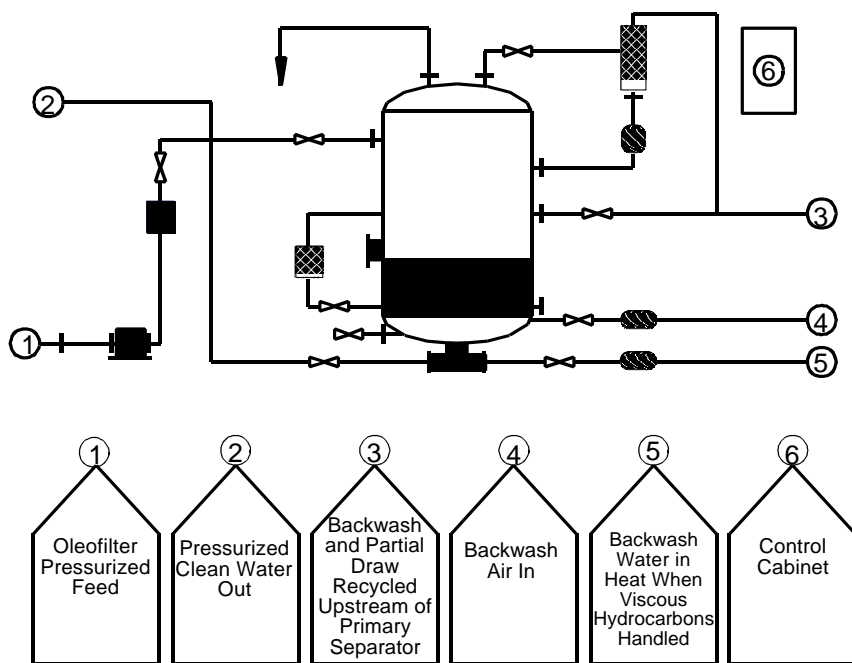 6
2
3
1
4
5
1
Oleofilter
Pressurized
Feed
2
Pressurized
Clean Water
Out
3
Backwash
and Partial
Draw
Recycled
Upstream of
Primary
Separator
4
Backwash
Air In
5
Backwash
Water in
Heat When
Viscous
Hydrocarbons
Handled
6
Control
Cabinet